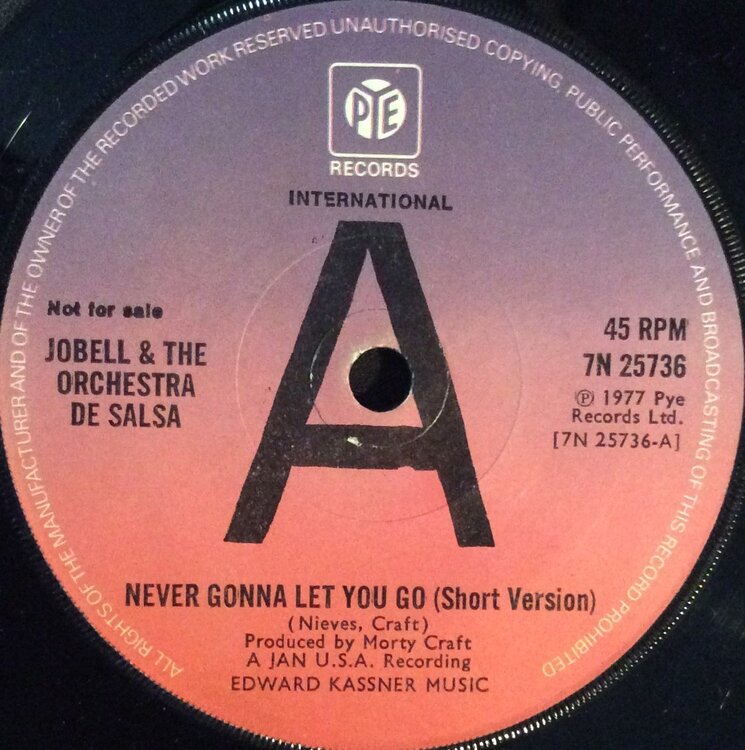 ALL RIGHTS OF THE MANUFACTURER AND OF THE OWNER OF THE RECORDED WORK RESERVED UNAUTHORISED COPYING, PUBLIC PERFORMANCE AND BROADCASTING OF THIS RECORD PROHIBITED
PYE
RECORDS
INTERNATIONAL
A
Not for sale
JOBELL & THE
ORCHESTRA
DE SALSA
45 RPM
7N 25736
℗ 1977 Pye
Records Ltd.
[7N 25736-A]
NEVER GONNA LET YOU GO (Short Version)
(Nieves, Craft)
Produced by Morty Craft
A JAN U.S.A. Recording
EDWARD KASSNER MUSIC